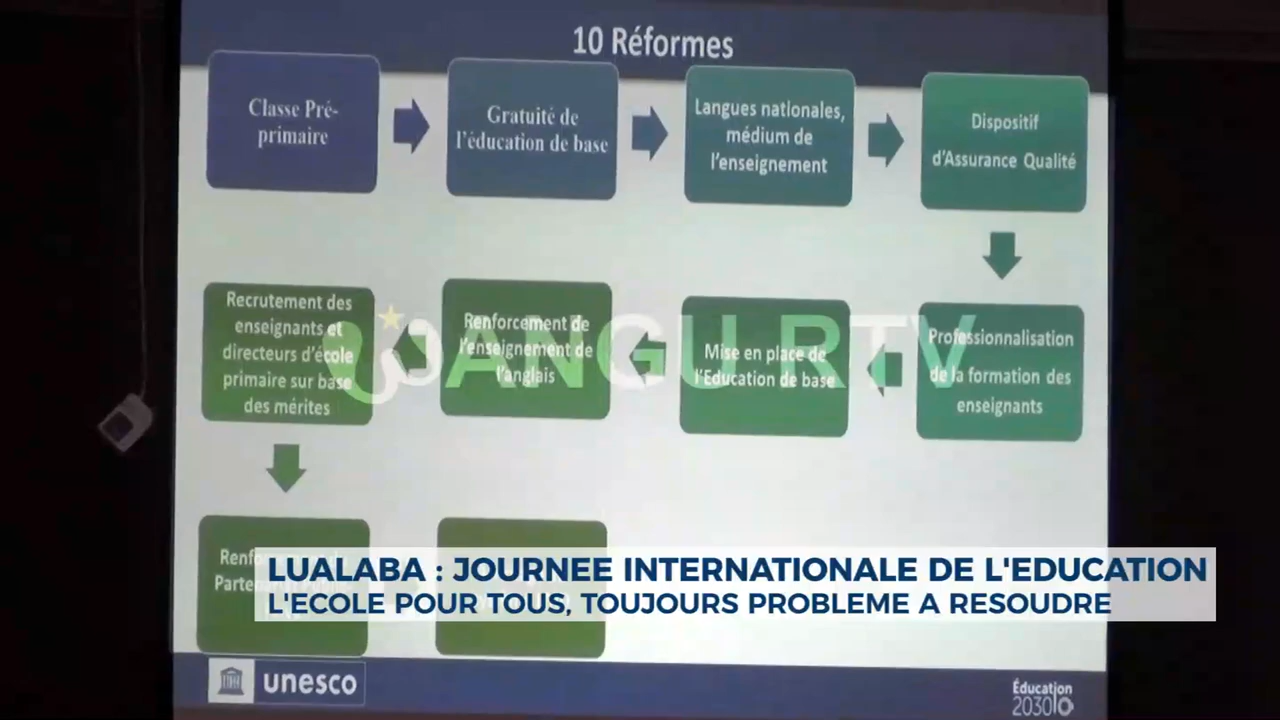 10 Réformes
Classe Pré-
primaire
Gratuité de
l'éducation de base
Langues nationales,
médium de
l'enseignement
Dispositif
d'Assurance Qualité
Professionnalisation
de la formation des
enseignants
Mise en place de
l'Education de base
Renforcement de
l'enseignement de
l'anglais
Recrutement des
enseignants et
directeurs d'école
primaire sur base
des mérites
WANGU RTV
LUALABA : JOURNEE INTERNATIONALE DE L'EDUCATION
L'ECOLE POUR TOUS, TOUJOURS PROBLEME A RESOUDRE
unesco
Éducation
2030